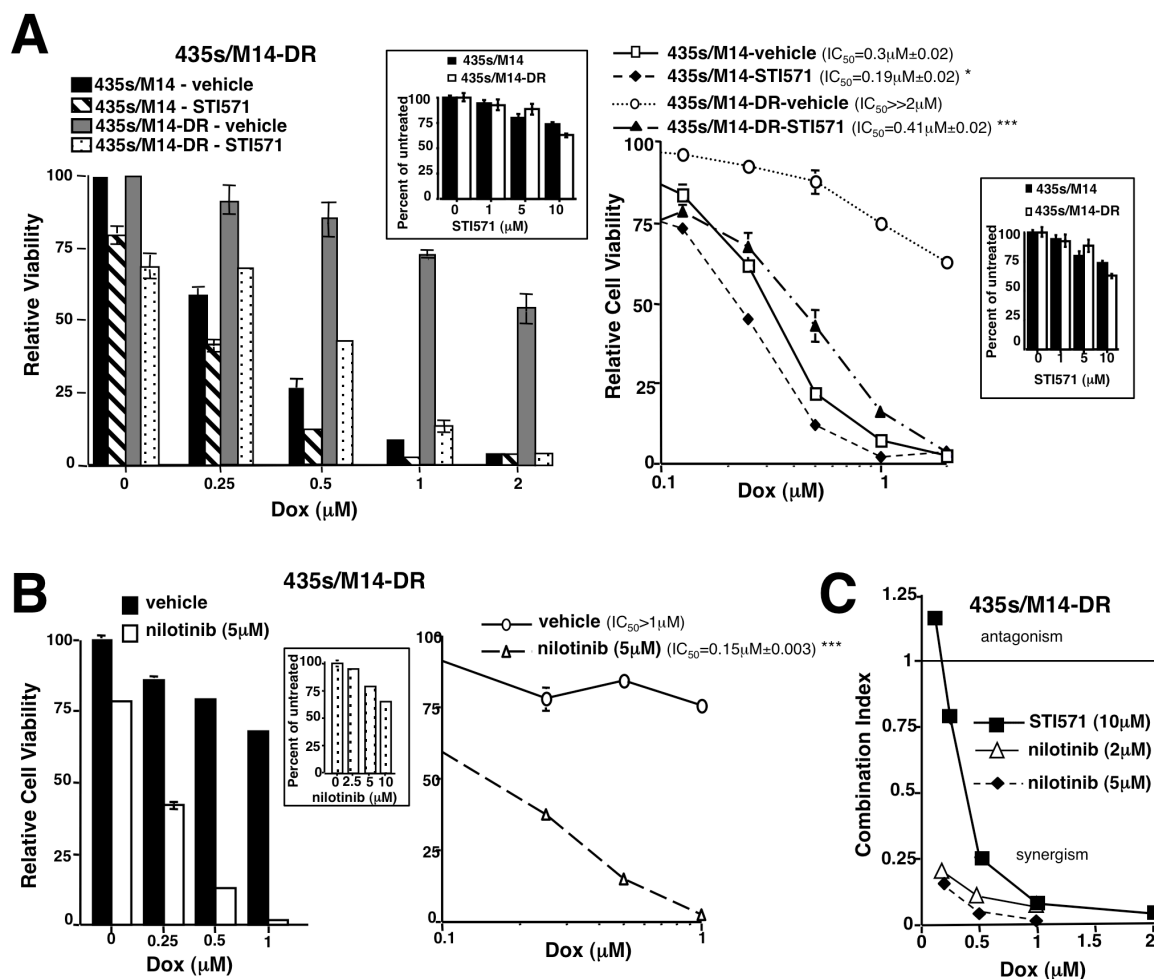 A
435s/M14-DR
435s/M14 - vehicle
435s/M14 - STI571
435s/M14-DR - vehicle
435s/M14-DR - STI571
Relative Viability
100
75
50
25
0
0 0.25 0.5 1 2
Dox (μM)
435s/M14
435s/M14-DR
Percent of untreated
100
75
50
25
0
0 1 5 10
STI571 (μM)
435s/M14-vehicle (IC50=0.3μM±0.02)
435s/M14-STI571 (IC50=0.19μM±0.02) *
435s/M14-DR-vehicle (IC50>>2μM)
435s/M14-DR-STI571 (IC50=0.41μM±0.02) ***
Relative Cell Viability
100
75
50
25
0
0.1 1
Dox (μM)
435s/M14
435s/M14-DR
Percent of untreated
100
75
50
25
0
0 1 5 10
STI571 (μM)
B
435s/M14-DR
vehicle
nilotinib (5μM)
Relative Cell Viability
100
75
50
25
0
0 0.25 0.5 1
Dox (μM)
Percent of untreated
100
75
50
25
0
0 2.5 5 10
nilotinib (μM)
vehicle (IC50>1μM)
nilotinib (5μM) (IC50=0.15μM±0.003) ***
100
75
50
25
0
0.1 1
Dox (μM)
C
435s/M14-DR
antagonism
Combination Index
1.25
1
0.75
0.5
0.25
0
STI571 (10μM)
nilotinib (2μM)
nilotinib (5μM)
synergism
0 0.5 1 1.5 2
Dox (μM)